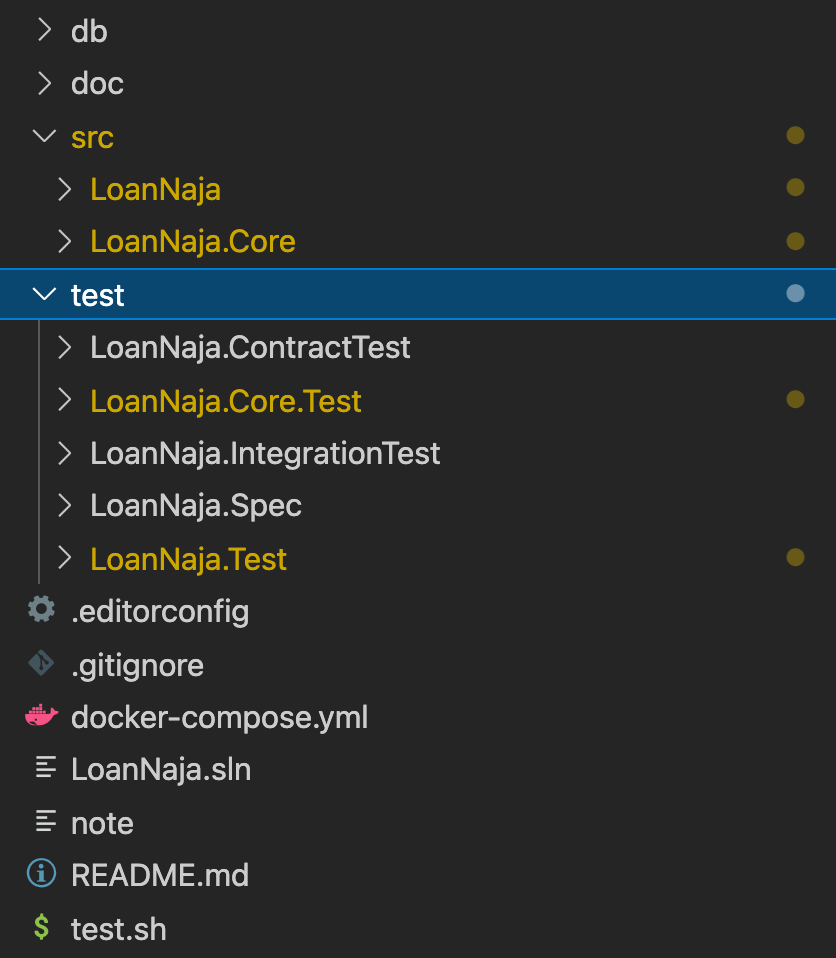 db
doc
src
LoanNaja
LoanNaja.Core
test
LoanNaja.ContractTest
LoanNaja.Core.Test
LoanNaja.IntegrationTest
LoanNaja.Spec
LoanNaja.Test
.editorconfig
.gitignore
docker-compose.yml
LoanNaja.sln
note
README.md
test.sh